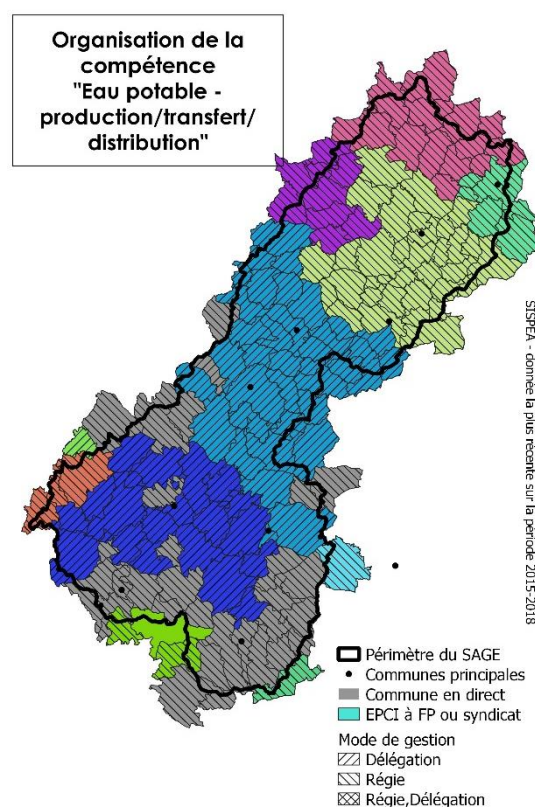 Organisation de la
compétence
"Eau potable -
production/transfert/
distribution"
SISPEA - donnée la plus récente sur la période 2015-2018
Périmètre du SAGE
Communes principales
Commune en direct
EPCI à FP ou syndicat
Mode de gestion
Délégation
Régie
Régie,Délégation